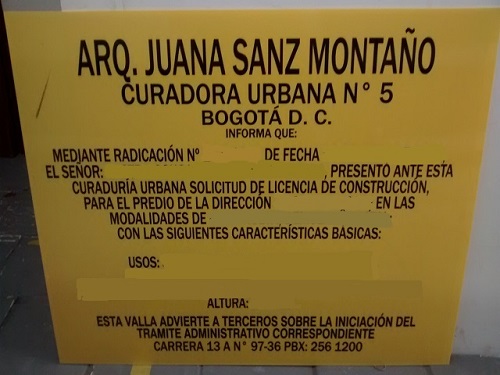 ARQ. JUANA SANZ MONTAÑO
CURADORA URBANA N° 5
BOGOTÁ D. C.
INFORMA QUE:
MEDIANTE RADICACIÓN Nº DE FECHA
EL SEÑOR: , PRESENTÓ ANTE ESTA
CURADURÍA URBANA SOLICITUD DE LICENCIA DE CONSTRUCCIÓN,
PARA EL PREDIO DE LA DIRECCIÓN EN LAS
MODALIDADES DE
CON LAS SIGUIENTES CARACTERÍSTICAS BÁSICAS:
USOS:
ALTURA:
ESTA VALLA ADVIERTE A TERCEROS SOBRE LA INICIACIÓN DEL
TRAMITE ADMINISTRATIVO CORRESPONDIENTE
CARRERA 13 A N° 97-36 PBX: 256 1200